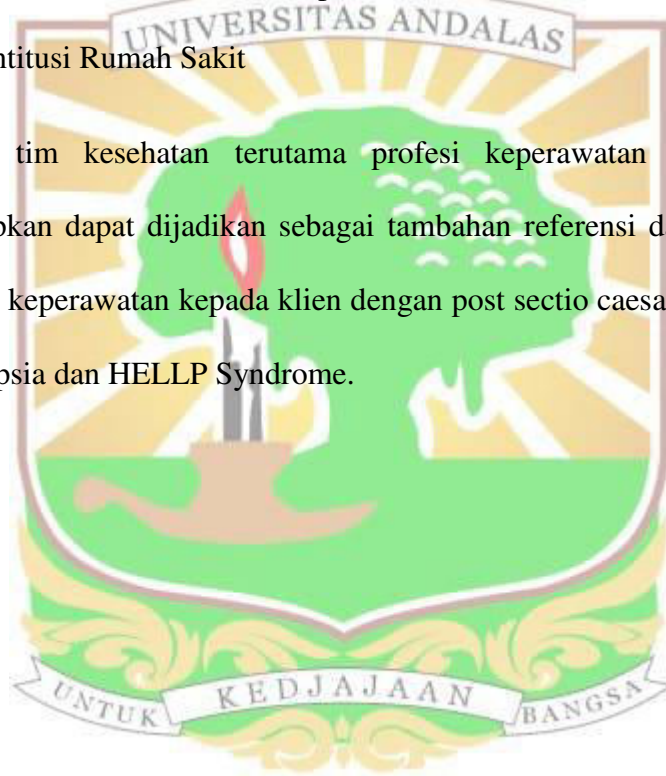 UNIVERSITAS ANDALAS
ntitusi Rumah Sakit
tim kesehatan terutama profesi keperawatan
pkan dapat dijadikan sebagai tambahan referensi da
keperawatan kepada klien dengan post sectio caesa
psia dan HELLP Syndrome.
UNTUK KEDJAJAAN BANGSA